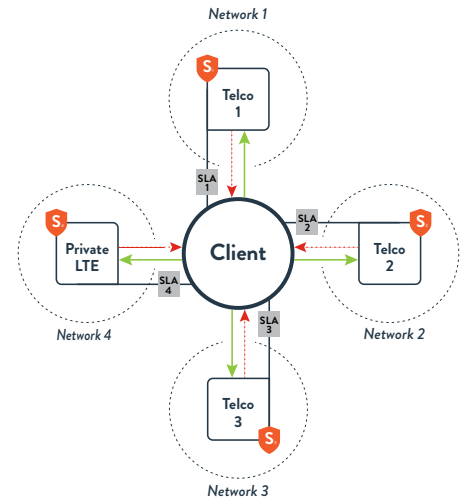 Network 1
S
Telco
1
SLA
1
SLA
2
S
S
Private
LTE
Client
Telco
2
SLA
4
SLA
3
Network 4
Network 2
Telco
3
S
Network 3